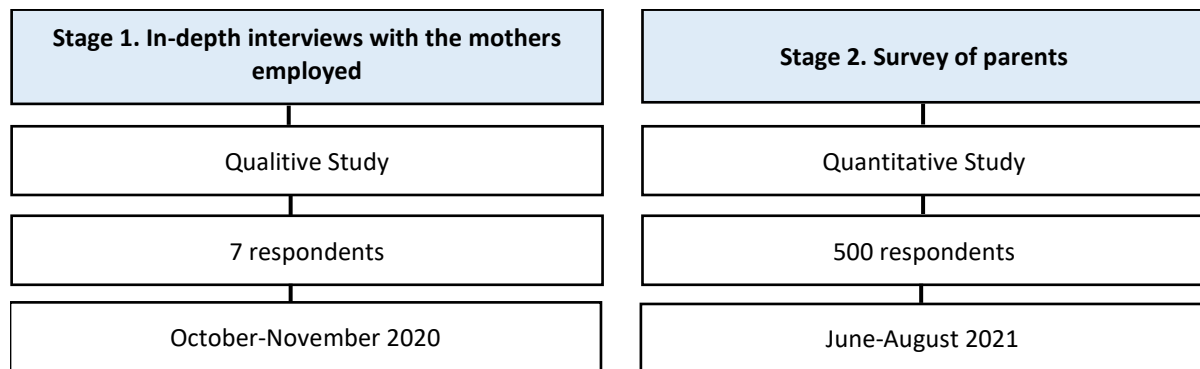 Stage 1. In-depth interviews with the mothers
employed
Qualitive Study
7 respondents
October-November 2020
Stage 2. Survey of parents
Quantitative Study
500 respondents
June-August 2021